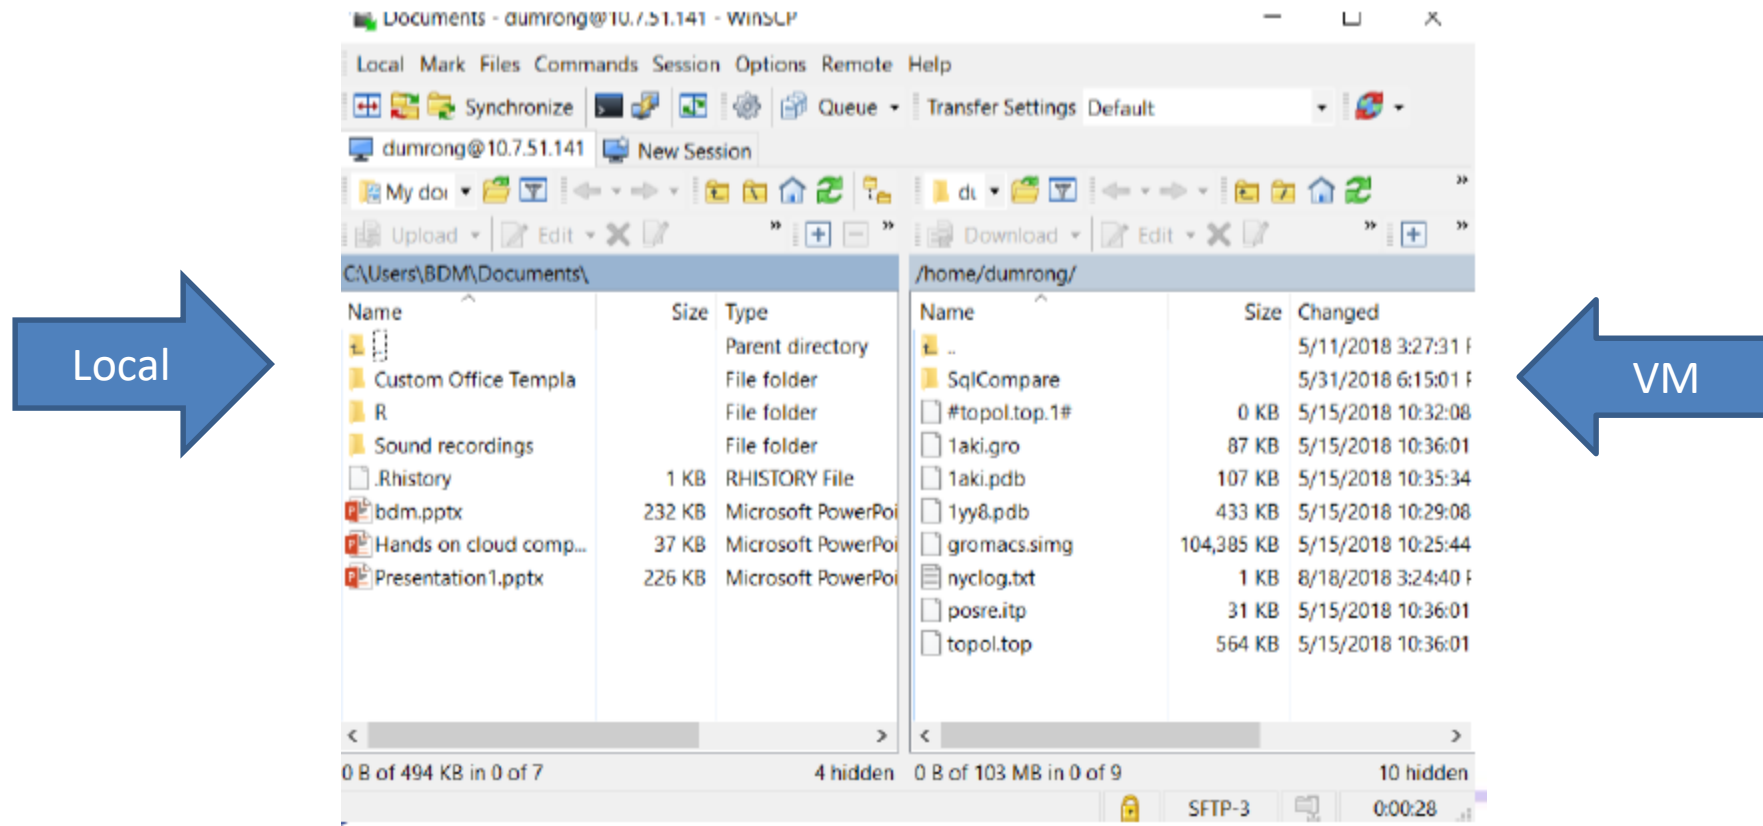 Documents - dumrong@10.7.51.141 - WinSCP
Local Mark Files Commands Session Options Remote Help
Synchronize Queue Transfer Settings Default
dumrong@10.7.51.141 New Session
My doc du
Upload Edit Download Edit
C:\Users\BDM\Documents\ /home/dumrong/
Name Size Type Name Size Changed
.. Parent directory .. 5/11/2018 3:27:31 P
Custom Office Templa File folder SqlCompare 5/31/2018 6:15:01 P
R File folder #topol.top.1# 0 KB 5/15/2018 10:32:08
Sound recordings File folder 1aki.gro 87 KB 5/15/2018 10:36:01
.Rhistory 1 KB RHISTORY File 1aki.pdb 107 KB 5/15/2018 10:35:34
bdm.pptx 232 KB Microsoft PowerPoi 1yy8.pdb 433 KB 5/15/2018 10:29:08
Hands on cloud comp... 37 KB Microsoft PowerPoi gromacs.simg 104,385 KB 5/15/2018 10:25:44
Presentation1.pptx 226 KB Microsoft PowerPoi nyclog.txt 1 KB 8/18/2018 3:24:40 P
posre.itp 31 KB 5/15/2018 10:36:01
topol.top 564 KB 5/15/2018 10:36:01
0 B of 494 KB in 0 of 7 4 hidden 0 B of 103 MB in 0 of 9 10 hidden
SFTP-3 0:00:28
Local
VM